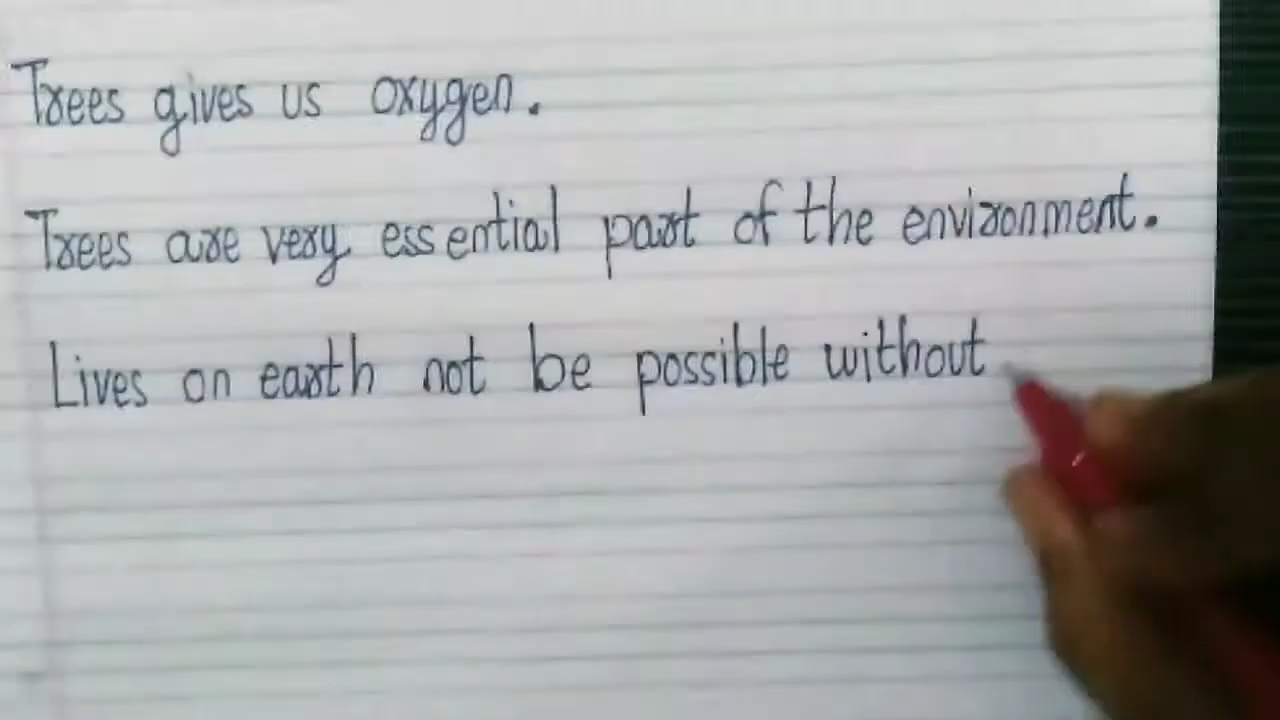 Trees gives us oxygen.
Trees are very essential part of the environment.
Lives on earth not be possible without